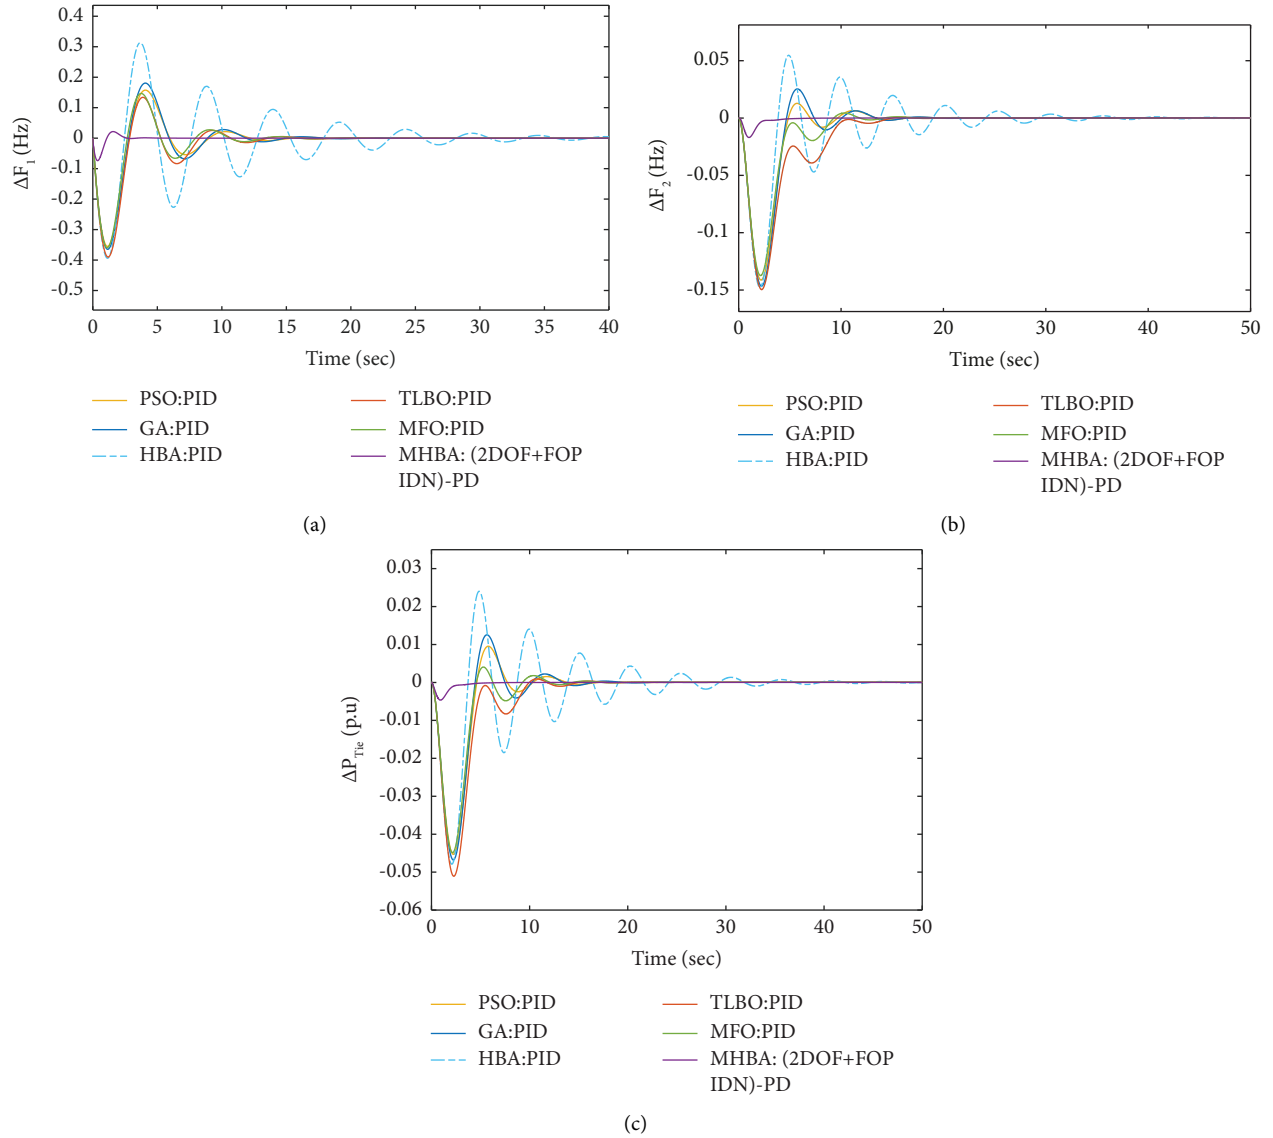 0.4
0.3
0.2
0.1
0
-0.1
-0.2
-0.3
-0.4
-0.5
ΔF1 (Hz)
0 5 10 15 20 25 30 35 40
Time (sec)
PSO:PID
GA:PID
HBA:PID
TLBO:PID
MFO:PID
MHBA: (2DOF+FOP
IDN)-PD
(a)
0.05
0
-0.05
-0.1
-0.15
ΔF2 (Hz)
0 10 20 30 40 50
Time (sec)
PSO:PID
GA:PID
HBA:PID
TLBO:PID
MFO:PID
MHBA: (2DOF+FOP
IDN)-PD
(b)
0.03
0.02
0.01
0
-0.01
-0.02
-0.03
-0.04
-0.05
-0.06
ΔPTie (p.u)
0 10 20 30 40 50
Time (sec)
PSO:PID
GA:PID
HBA:PID
TLBO:PID
MFO:PID
MHBA: (2DOF+FOP
IDN)-PD
(c)